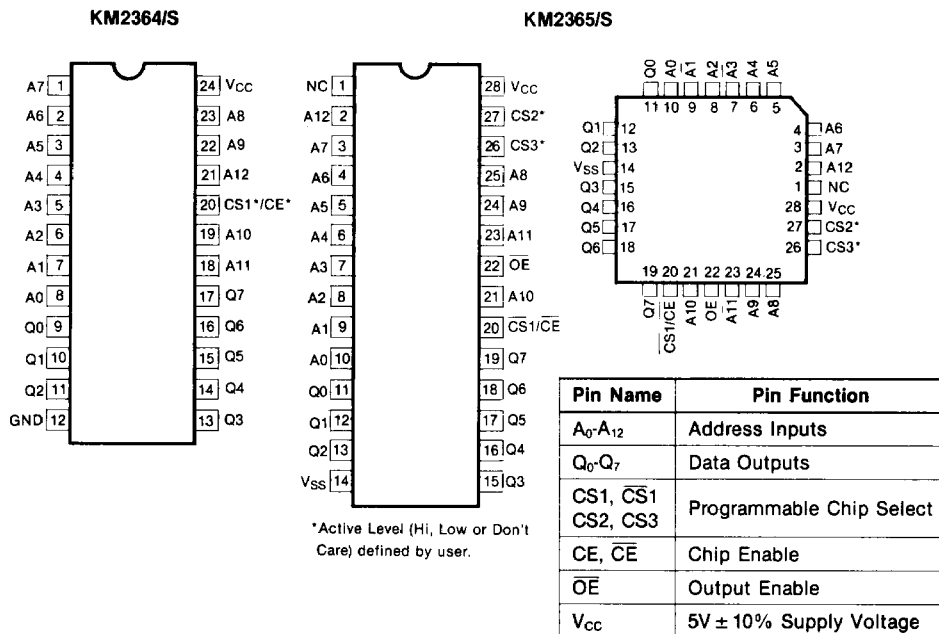 KM2364/S
KM2365/S
A7 1
A6 2
A5 3
A4 4
A3 5
A2 6
A1 7
A0 8
Q0 9
Q1 10
Q2 11
GND 12
24 VCC
23 A8
22 A9
21 A12
20 CS1*/CE*
19 A10
18 A11
17 Q7
16 Q6
15 Q5
14 Q4
13 Q3
NC 1
A12 2
A7 3
A6 4
A5 5
A4 6
A3 7
A2 8
A1 9
A0 10
Q0 11
Q1 12
Q2 13
VSS 14
28 VCC
27 CS2*
26 CS3*
25 A8
24 A9
23 A11
22 O̅E̅
21 A10
20 C̅S̅1/C̅E̅
19 Q7
18 Q6
17 Q5
16 Q4
15 Q3
*Active Level (Hi, Low or Don't
Care) defined by user.
Q0 A0 A1 A2 A3 A4 A5
11 10 9 8 7 6 5
Q1 12
Q2 13
VSS 14
Q3 15
Q4 16
Q5 17
Q6 18
4 A6
3 A7
2 A12
1 NC
28 VCC
27 CS2*
26 CS3*
19 20 21 22 23 24 25
Q7 C̅S̅1̅/C̅E̅ A10 O̅E̅ A11 A9 A8
Pin Name Pin Function
A0-A12 Address Inputs
Q0-Q7 Data Outputs
CS1, C̅S̅1
CS2, CS3 Programmable Chip Select
CE, C̅E̅ Chip Enable
O̅E̅ Output Enable
VCC 5V ± 10% Supply Voltage